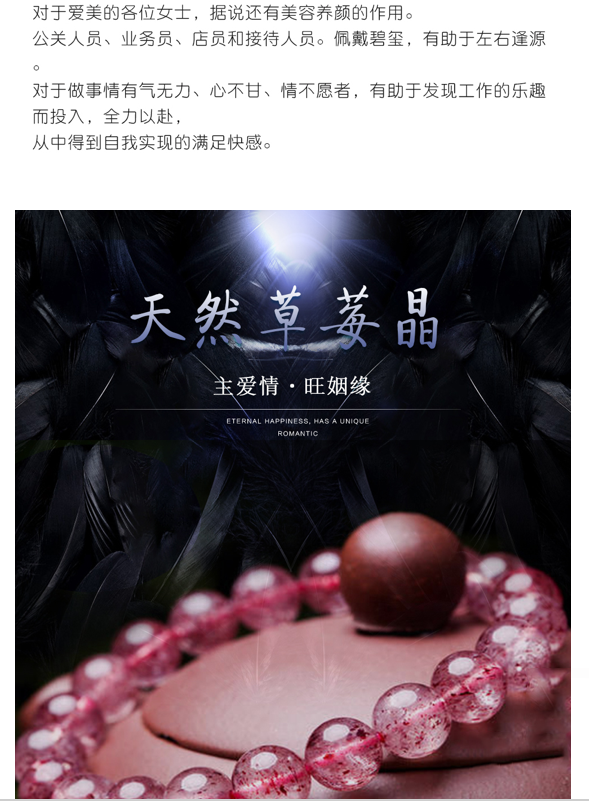 对于爱美的各位女士，据说还有美容养颜的作用。
公关人员、业务员、店员和接待人员。佩戴碧玺，有助于左右逢源
。
对于做事情有气无力、心不甘、情不愿者，有助于发现工作的乐趣
而投入，全力以赴，
从中得到自我实现的满足快感。
天然草莓晶
主爱情·旺姻缘
ETERNAL HAPPINESS, HAS A UNIQUE
ROMANTIC